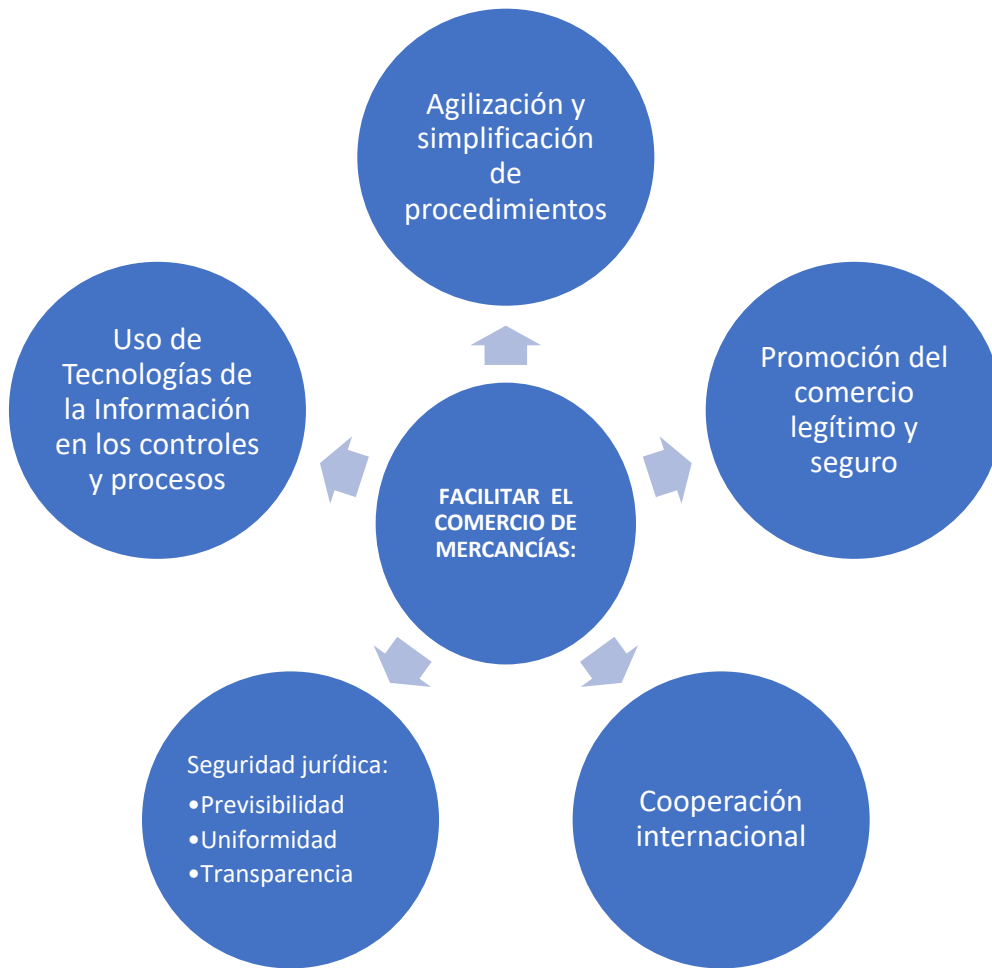 Agilización y
simplificación
de
procedimientos
Uso de
Tecnologías de
la Información
en los controles
y procesos
Promoción del
comercio
legítimo y
seguro
FACILITAR EL
COMERCIO DE
MERCANCÍAS:
Seguridad jurídica:
•Previsibilidad
•Uniformidad
•Transparencia
Cooperación
internacional